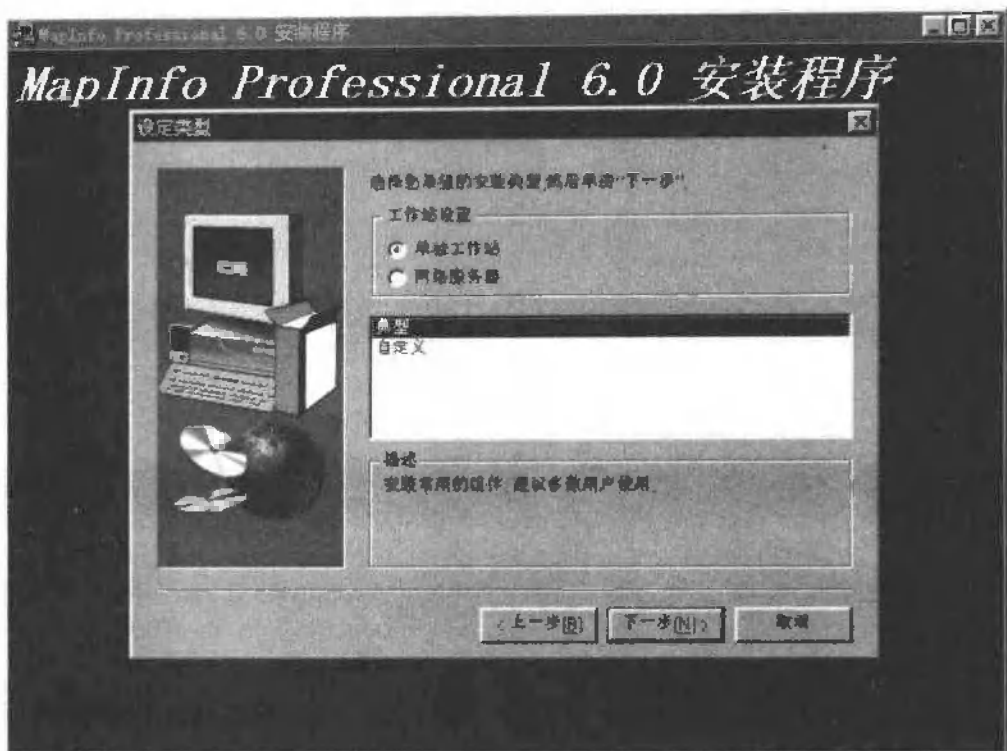 MapInfo Professional 6.0 安装程序
MapInfo Professional 6.0 安装程序
设定类型
选择您单独的安装类型,然后单击“下一步”
工作站设置
单独工作站
网络服务器
典型
自定义
描述
安装常用的组件,建议多数用户使用.
<上一步(B)
下一步(N)>
取消